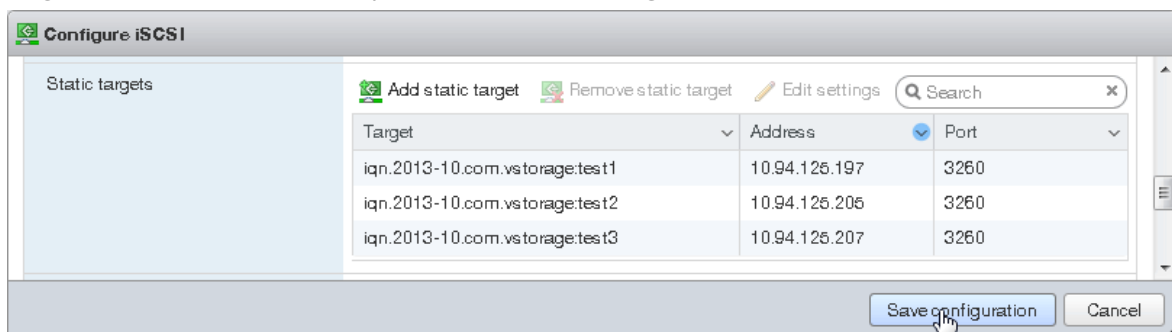 Configure iSCSI
Static targets
Add static target Remove static target Edit settings Search
Target Address Port
iqn.2013-10.com.vstorage:test1 10.94.125.197 3260
iqn.2013-10.com.vstorage:test2 10.94.125.205 3260
iqn.2013-10.com.vstorage:test3 10.94.125.207 3260
Save configuration Cancel